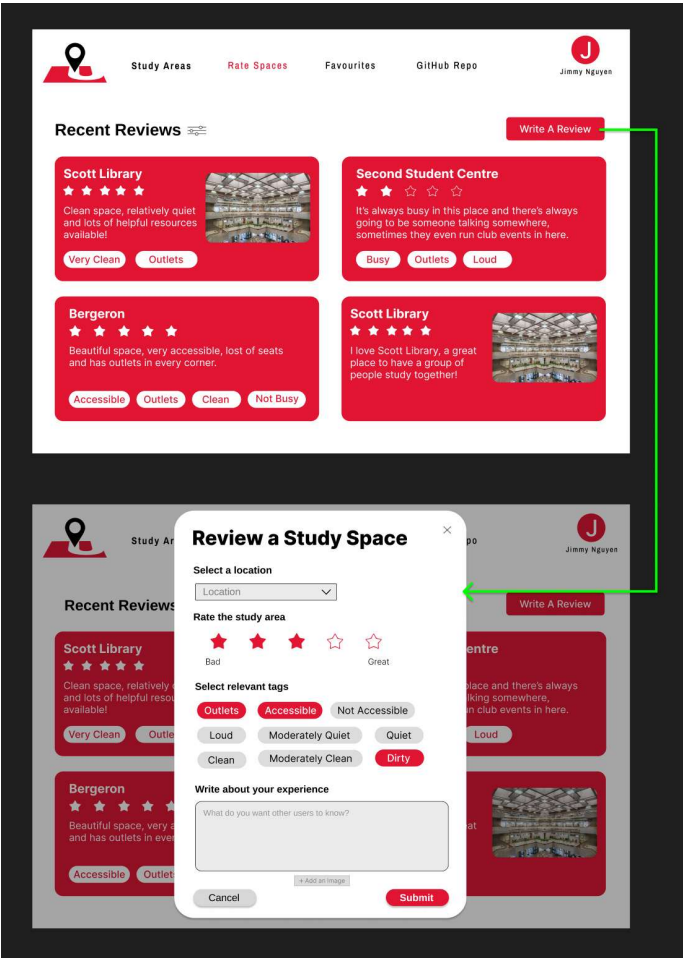 Study Areas
Rate Spaces
Favourites
GitHub Repo
J
Jimmy Nguyen
Recent Reviews
Write A Review
Scott Library
Clean space, relatively quiet
and lots of helpful resources
available!
Very Clean
Outlets
Second Student Centre
It's always busy in this place and there's always
going to be someone talking somewhere,
sometimes they even run club events in here.
Busy
Outlets
Loud
Bergeron
Beautiful space, very accessible, lost of seats
and has outlets in every corner.
Accessible
Outlets
Clean
Not Busy
Scott Library
I love Scott Library, a great
place to have a group of
people study together!
Study Ar
po
J
Jimmy Nguyen
Recent Reviews
Write A Review
Scott Library
Clean space, relatively
and lots of helpful resou
available!
Very Clean
Outle
entre
place and there's always
lking somewhere,
n club events in here.
Loud
Bergeron
Beautiful space, very a
and has outlets in ever
Accessible
Outlet
at
Review a Study Space
Select a location
Location
Rate the study area
Bad
Great
Select relevant tags
Outlets
Accessible
Not Accessible
Loud
Moderately Quiet
Quiet
Clean
Moderately Clean
Dirty
Write about your experience
What do you want other users to know?
+ Add an Image
Cancel
Submit